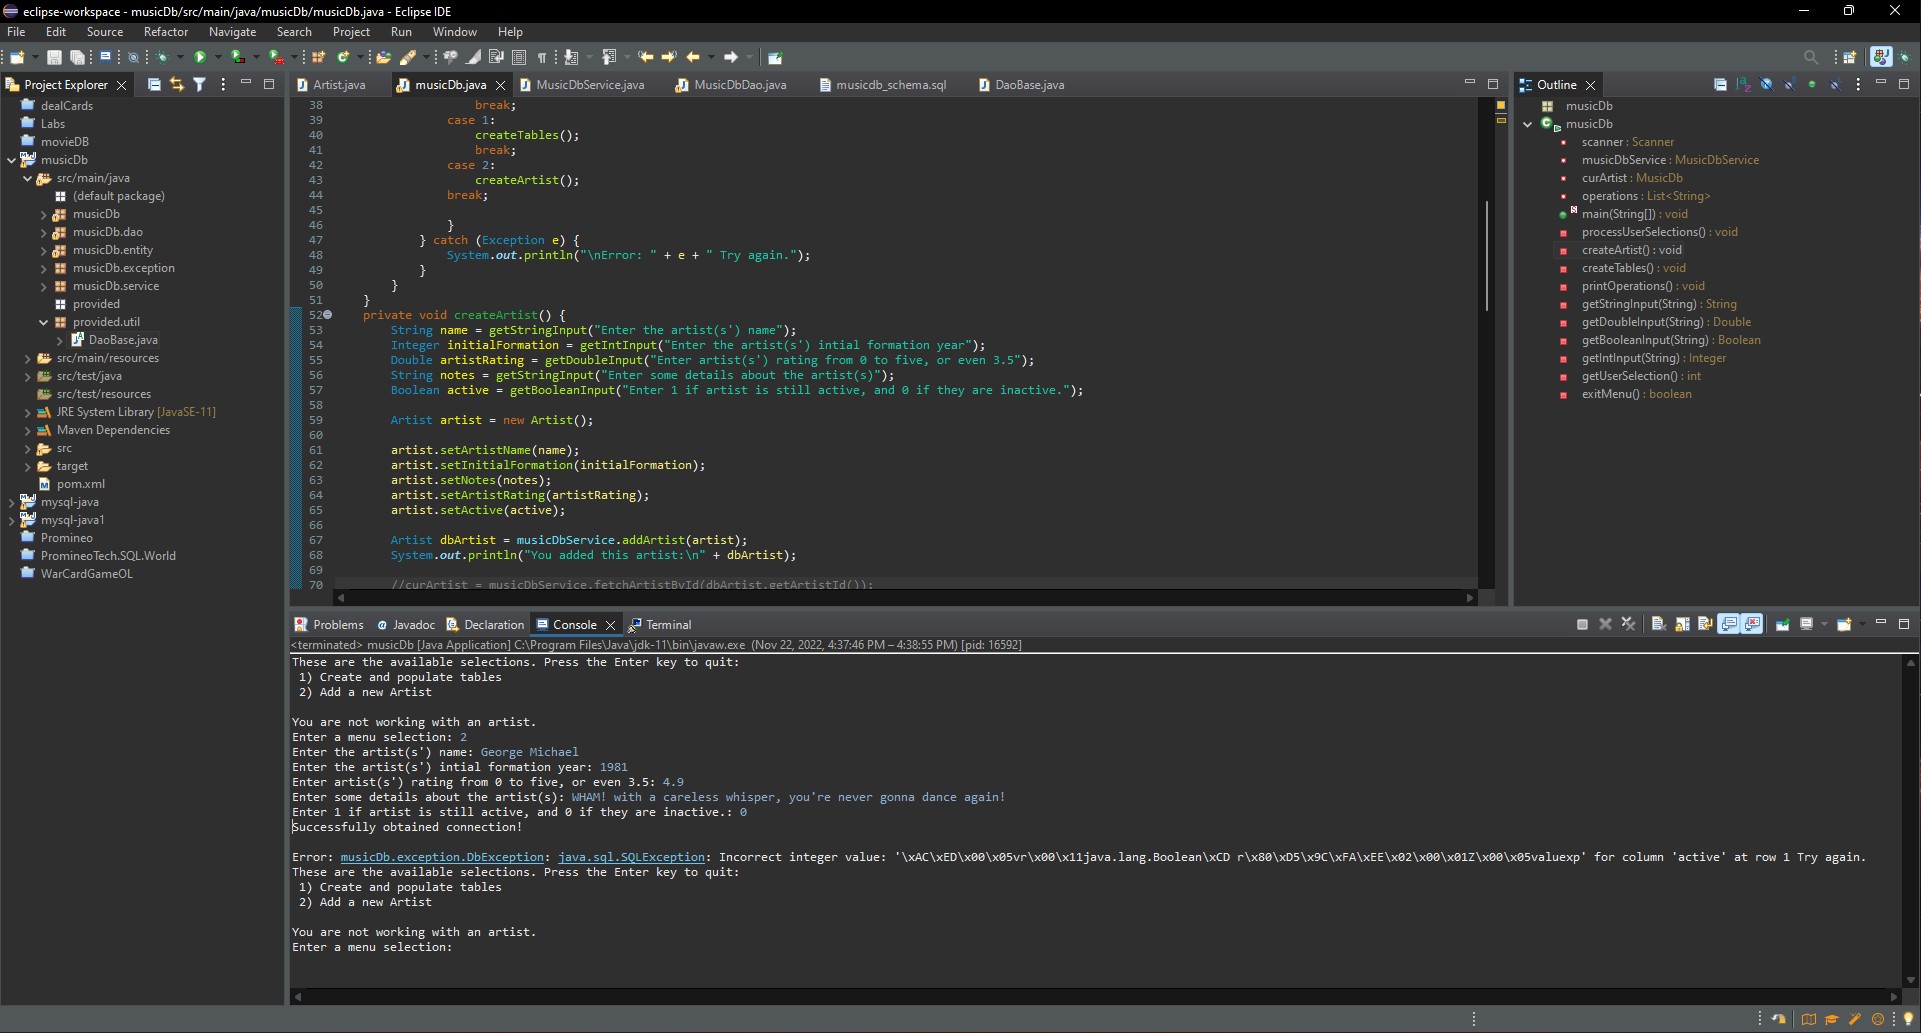 eclipse-workspace - musicDb/src/main/java/musicDb/musicDb.java - Eclipse IDE
File Edit Source Refactor Navigate Search Project Run Window Help
Project Explorer
dealCards
Labs
movieDB
musicDb
src/main/java
(default package)
musicDb
musicDb.dao
musicDb.entity
musicDb.exception
musicDb.service
provided
provided.util
DaoBase.java
src/main/resources
src/test/java
src/test/resources
JRE System Library [JavaSE-11]
Maven Dependencies
src
target
pom.xml
mysql-java
mysql-java1
Promineo
PromineoTech.SQL.World
WarCardGameOL
Artist.java musicDb.java MusicDbService.java MusicDbDao.java musicdb_schema.sql DaoBase.java
38 break;
39 case 1:
40 createTables();
41 break;
42 case 2:
43 createArtist();
44 break;
45
46 }
47 } catch (Exception e) {
48 System.out.println("\nError: " + e + " Try again.");
49 }
50 }
51 }
52 private void createArtist() {
53 String name = getStringInput("Enter the artist(s') name");
54 Integer initialFormation = getIntInput("Enter the artist(s') intial formation year");
55 Double artistRating = getDoubleInput("Enter artist(s') rating from 0 to five, or even 3.5");
56 String notes = getStringInput("Enter some details about the artist(s)");
57 Boolean active = getBooleanInput("Enter 1 if artist is still active, and 0 if they are inactive.");
58
59 Artist artist = new Artist();
60
61 artist.setArtistName(name);
62 artist.setInitialFormation(initialFormation);
63 artist.setNotes(notes);
64 artist.setArtistRating(artistRating);
65 artist.setActive(active);
66
67 Artist dbArtist = musicDbService.addArtist(artist);
68 System.out.println("You added this artist:\n" + dbArtist);
69
70 //curArtist = musicDbService.fetchArtistById(dbArtist.getArtistId());
Outline
musicDb
musicDb
scanner : Scanner
musicDbService : MusicDbService
curArtist : MusicDb
operations : List<String>
main(String[]) : void
processUserSelections() : void
createArtist() : void
createTables() : void
printOperations() : void
getStringInput(String) : String
getDoubleInput(String) : Double
getBooleanInput(String) : Boolean
getIntInput(String) : Integer
getUserSelection() : int
exitMenu() : boolean
Problems Javadoc Declaration Console Terminal
<terminated> musicDb [Java Application] C:\Program Files\Java\jdk-11\bin\javaw.exe (Nov 22, 2022, 4:37:46 PM – 4:38:55 PM) [pid: 16592]
These are the available selections. Press the Enter key to quit:
1) Create and populate tables
2) Add a new Artist
You are not working with an artist.
Enter a menu selection: 2
Enter the artist(s') name: George Michael
Enter the artist(s') intial formation year: 1981
Enter artist(s') rating from 0 to five, or even 3.5: 4.9
Enter some details about the artist(s): WHAM! with a careless whisper, you're never gonna dance again!
Enter 1 if artist is still active, and 0 if they are inactive.: 0
Successfully obtained connection!
Error: musicDb.exception.DbException: java.sql.SQLException: Incorrect integer value: '\xAC\xED\x00\x05vr\x00\x11java.lang.Boolean\xCD r\x80\xD5\x9C\xFA\xEE\x02\x00\x01Z\x00\x05valuexp' for column 'active' at row 1 Try again.
These are the available selections. Press the Enter key to quit:
1) Create and populate tables
2) Add a new Artist
You are not working with an artist.
Enter a menu selection: